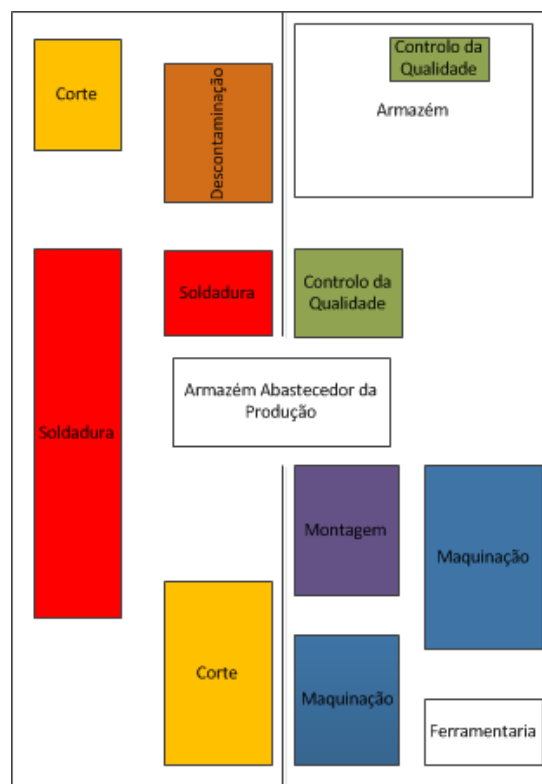 Corte
Descontaminação
Controlo da
Qualidade
Armazém
Soldadura
Controlo da
Qualidade
Armazém Abastecedor da
Produção
Soldadura
Montagem
Maquinação
Corte
Maquinação
Ferramentaria